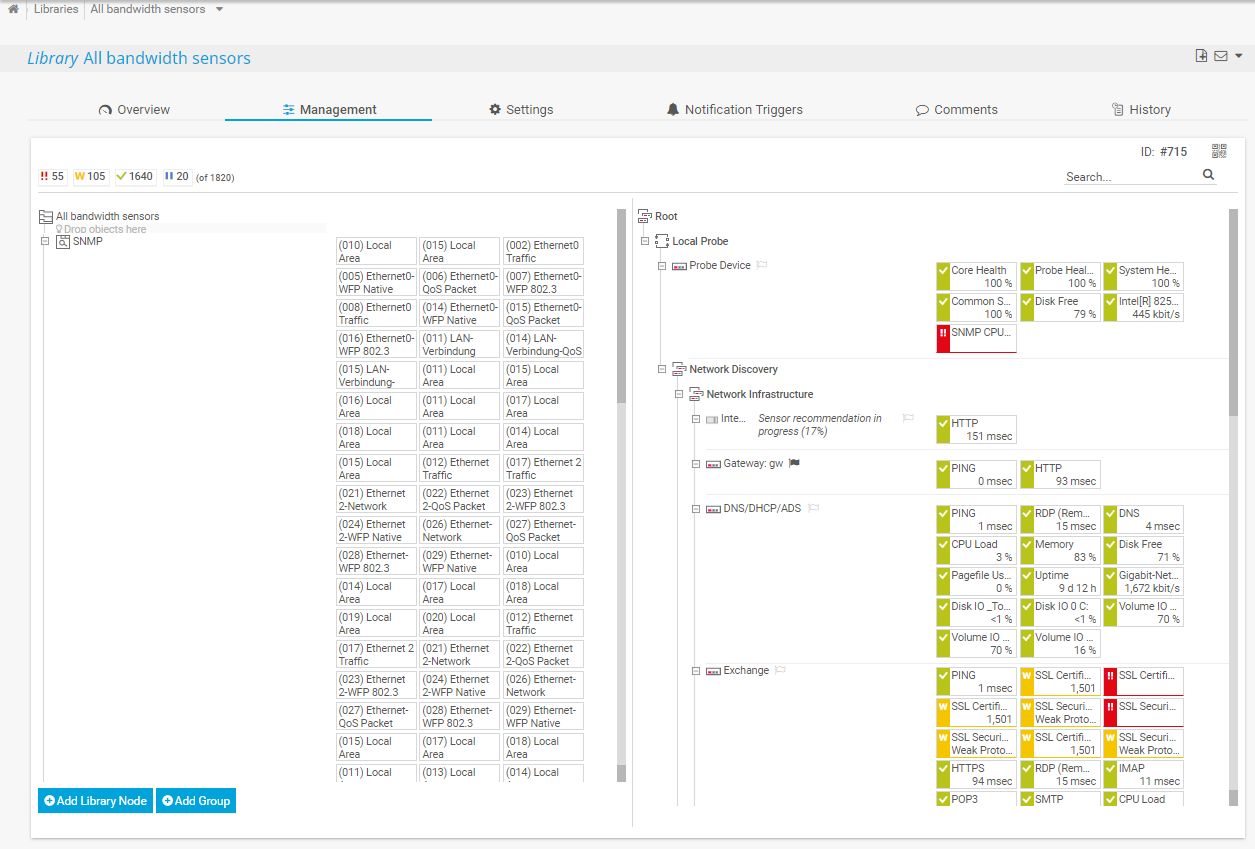 Libraries
All bandwidth sensors
Library All bandwidth sensors
Overview
Management
Settings
Notification Triggers
Comments
History
ID: #715
!! 55
W 105
1640
20
(of 1820)
Search...
All bandwidth sensors
Drop objects here
SNMP
(010) Local
Area
(015) Local
Area
(002) Ethernet0
Traffic
(005) Ethernet0-
WFP Native
(006) Ethernet0-
QoS Packet
(007) Ethernet0-
WFP 802.3
(008) Ethernet0
Traffic
(014) Ethernet0-
WFP Native
(015) Ethernet0-
QoS Packet
(016) Ethernet0-
WFP 802.3
(011) LAN-
Verbindung
(014) LAN-
Verbindung-QoS
(015) LAN-
Verbindung-
(011) Local
Area
(015) Local
Area
(016) Local
Area
(011) Local
Area
(017) Local
Area
(018) Local
Area
(011) Local
Area
(014) Local
Area
(015) Local
Area
(012) Ethernet
Traffic
(017) Ethernet 2
Traffic
(021) Ethernet
2-Network
(022) Ethernet
2-QoS Packet
(023) Ethernet
2-WFP 802.3
(024) Ethernet
2-WFP Native
(026) Ethernet-
Network
(027) Ethernet-
QoS Packet
(028) Ethernet-
WFP 802.3
(029) Ethernet-
WFP Native
(010) Local
Area
(014) Local
Area
(017) Local
Area
(018) Local
Area
(019) Local
Area
(020) Local
Area
(012) Ethernet
Traffic
(017) Ethernet 2
Traffic
(021) Ethernet
2-Network
(022) Ethernet
2-QoS Packet
(023) Ethernet
2-WFP 802.3
(024) Ethernet
2-WFP Native
(026) Ethernet-
Network
(027) Ethernet-
QoS Packet
(028) Ethernet-
WFP 802.3
(029) Ethernet-
WFP Native
(015) Local
Area
(017) Local
Area
(018) Local
Area
(011) Local
(013) Local
(014) Local
Add Library Node
Add Group
Root
Local Probe
Probe Device
Core Health
100 %
Probe Heal...
100 %
System He...
100 %
Common S...
100 %
Disk Free
79 %
Intel[R] 825...
445 kbit/s
!! SNMP CPU...
Network Discovery
Network Infrastructure
Inte...
Sensor recommendation in
progress (17%)
HTTP
151 msec
Gateway: gw
PING
0 msec
HTTP
93 msec
DNS/DHCP/ADS
PING
1 msec
RDP (Rem...
15 msec
DNS
4 msec
CPU Load
3 %
Memory
83 %
Disk Free
71 %
Pagefile Us...
0 %
Uptime
9 d 12 h
Gigabit-Net...
1,672 kbit/s
Disk IO _To...
<1 %
Disk IO 0 C:
<1 %
Volume IO ...
70 %
Volume IO ...
70 %
Volume IO ...
16 %
Exchange
PING
1 msec
W SSL Certifi...
1,501
!! SSL Certifi...
W SSL Certifi...
1,501
W SSL Securi...
Weak Proto...
!! SSL Securi...
W SSL Securi...
Weak Proto...
W SSL Certifi...
1,501
W SSL Securi...
Weak Proto...
HTTPS
94 msec
RDP (Rem...
15 msec
IMAP
11 msec
POP3
SMTP
CPU Load